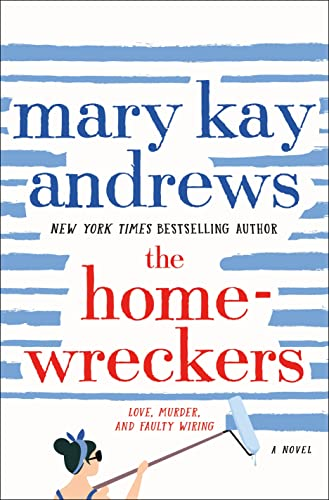 mary kay
andrews
NEW YORK TIMES BESTSELLING AUTHOR
the
home-
wreckers
LOVE, MURDER,
AND FAULTY WIRING
A NOVEL